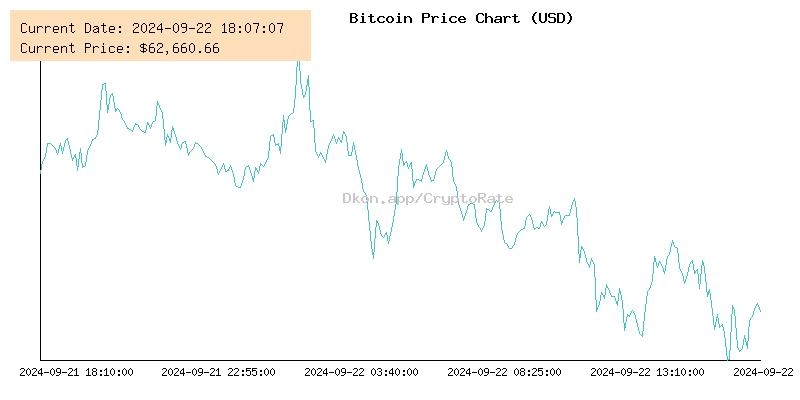 Bitcoin Price Chart (USD)
Current Date: 2024-09-22 18:07:07
Current Price: $62,660.66
Dkon.app/CryptoRate
2024-09-21 18:10:00 2024-09-21 22:55:00 2024-09-22 03:40:00 2024-09-22 08:25:00 2024-09-22 13:10:00 2024-09-22